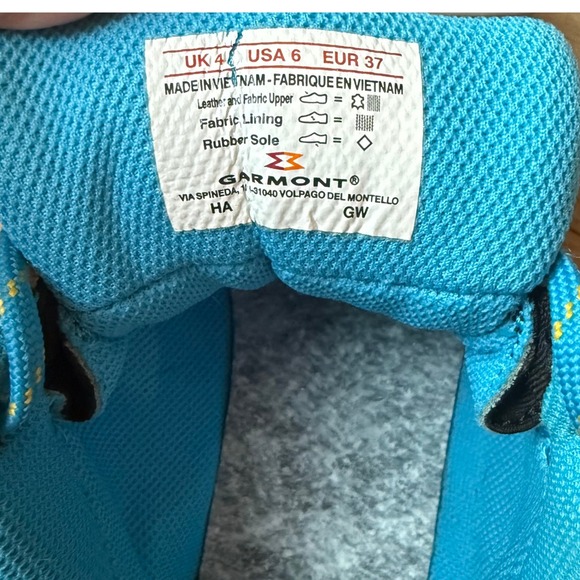 UK 4 USA 6 EUR 37
MADE IN VIETNAM - FABRIQUE EN VIETNAM
Leather and Fabric Upper =
Fabric Lining =
Rubber Sole =
GARMONT®
VIA SPINEDA, I-31040 VOLPAGO DEL MONTELLO
HA GW